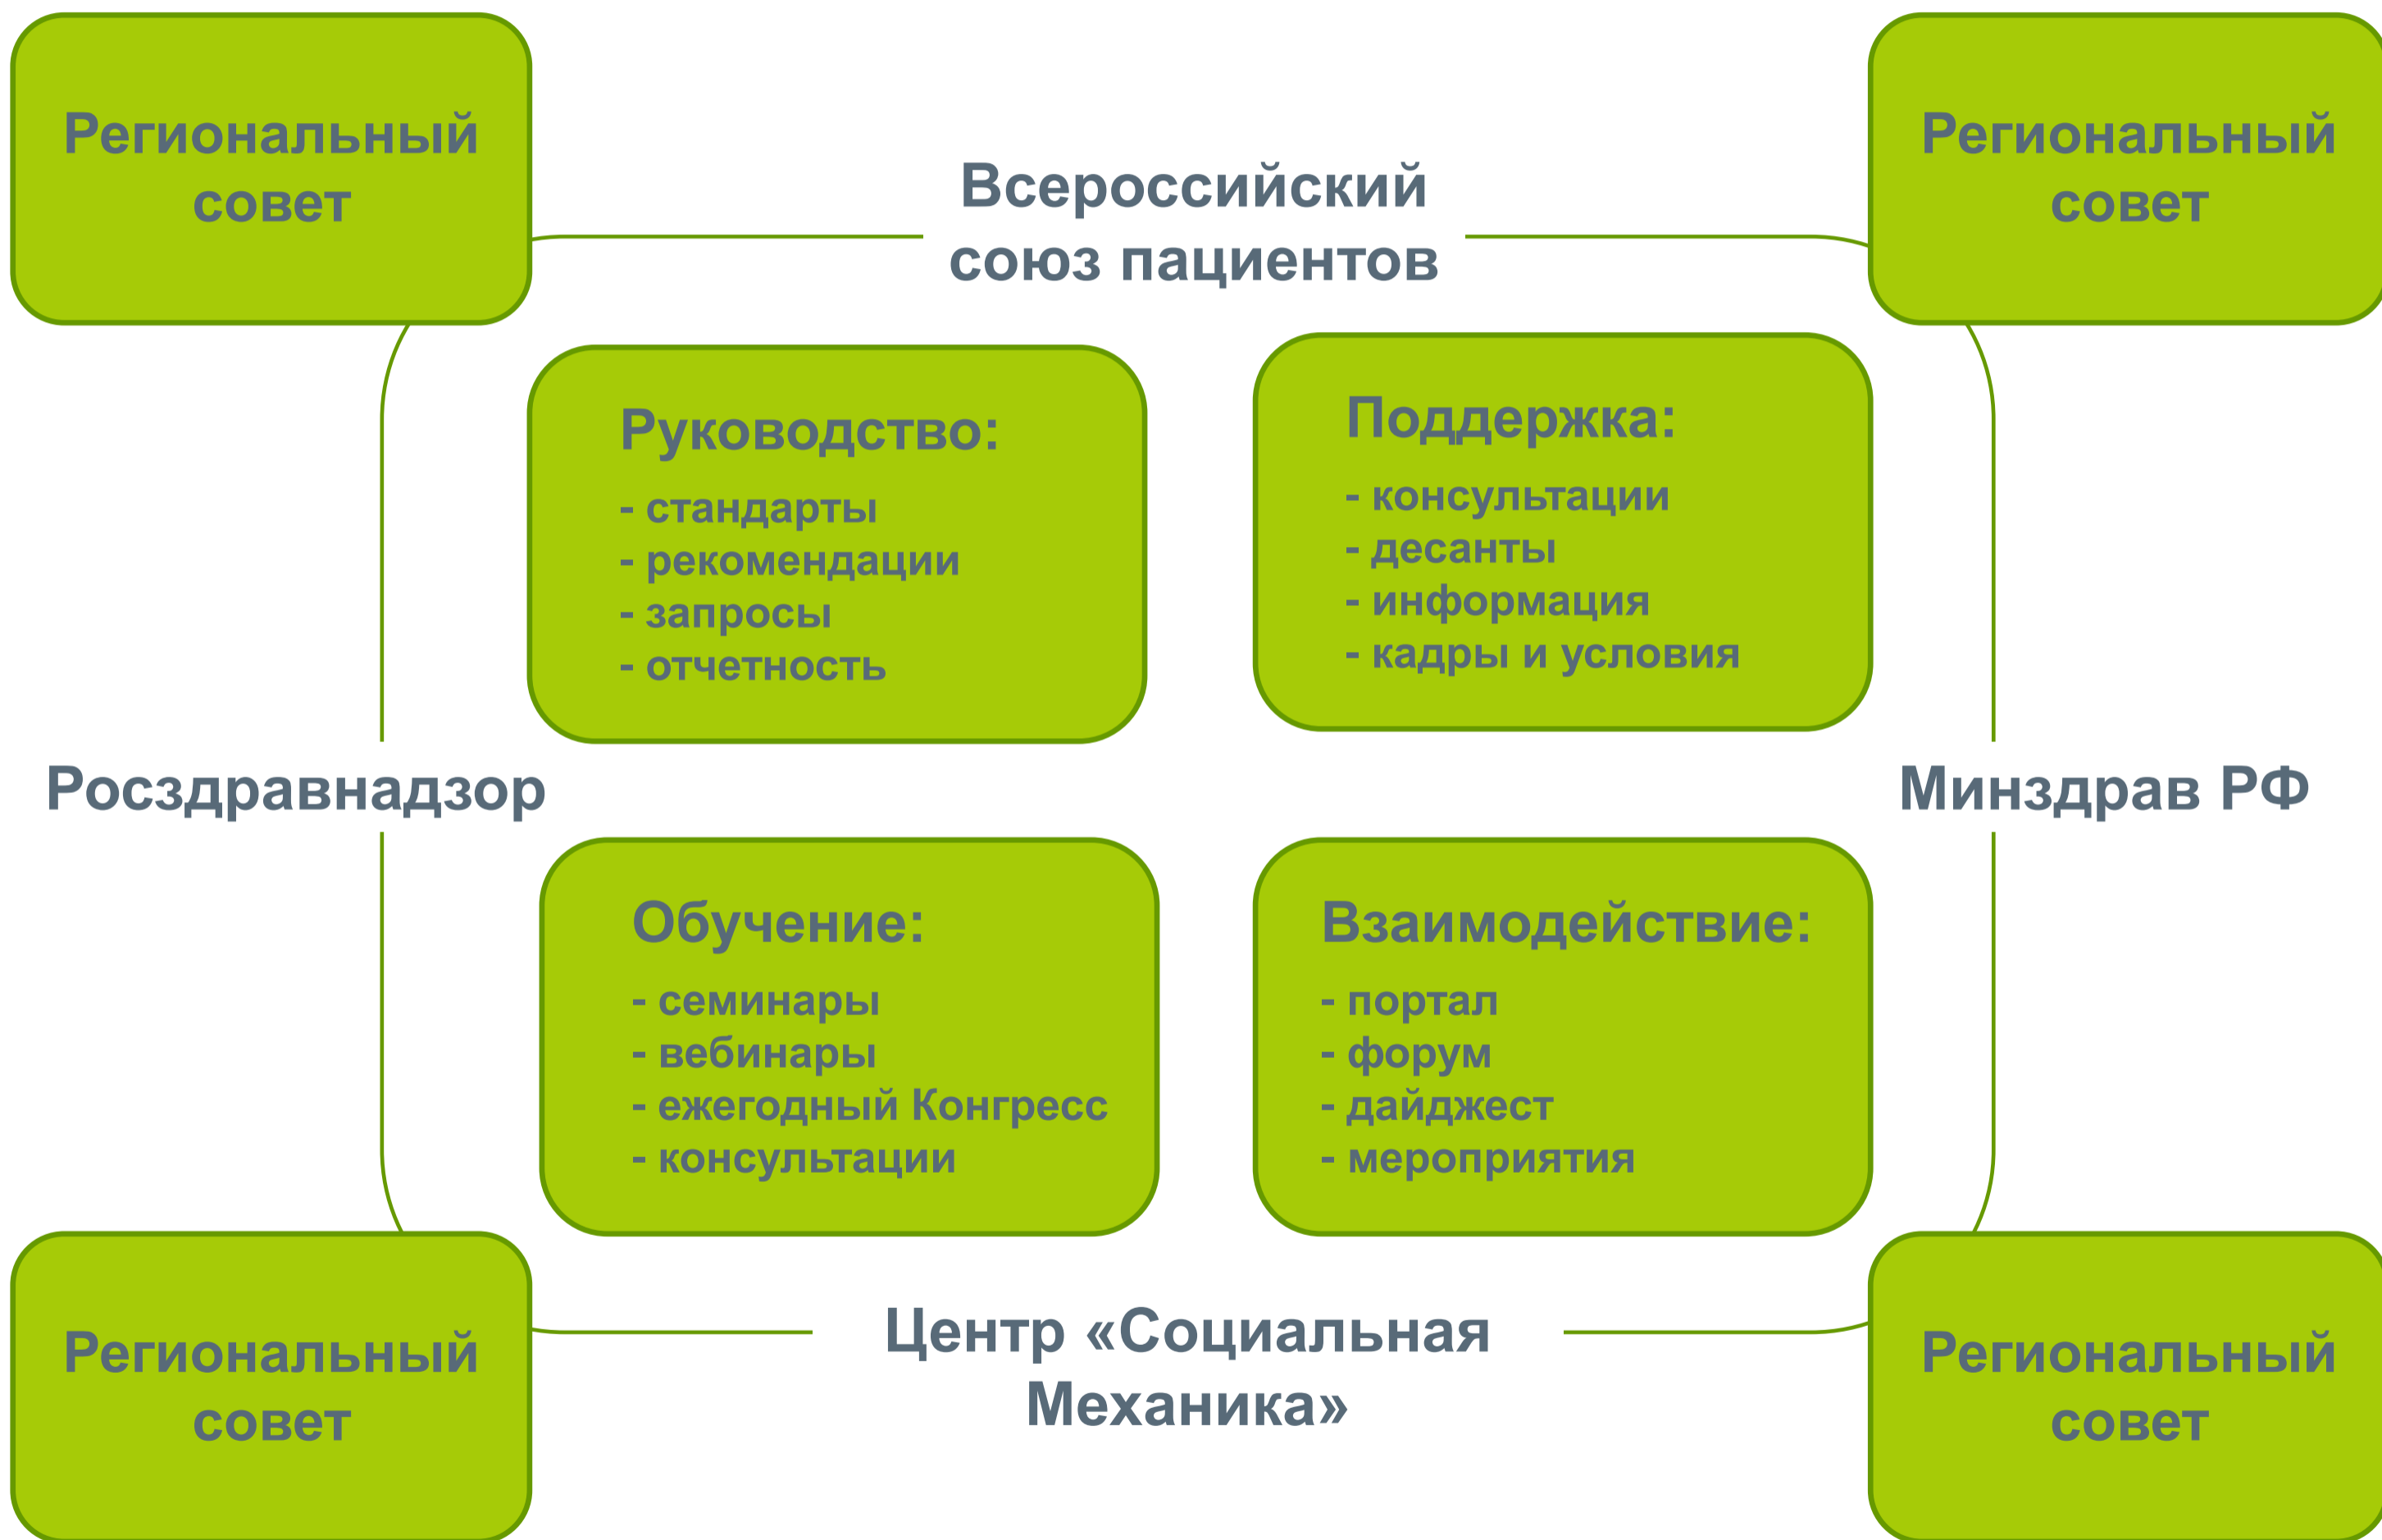 Региональный
совет
Всероссийский
союз пациентов
Региональный
совет
Руководство:
- стандарты
- рекомендации
- запросы
- отчетность
Поддержка:
- консультации
- десанты
- информация
- кадры и условия
Росздравнадзор
Минздрав РФ
Обучение:
- семинары
- вебинары
- ежегодный Конгресс
- консультации
Взаимодействие:
- портал
- форум
- дайджест
- мероприятия
Региональный
совет
Центр «Социальная
Механика»
Региональный
совет